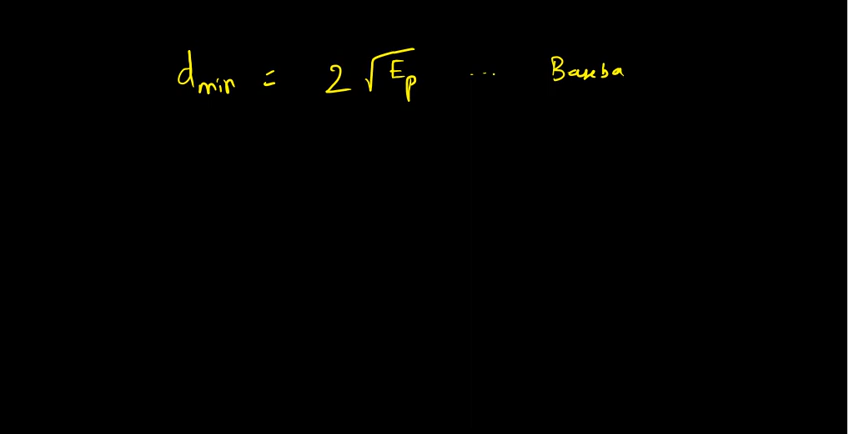 d_min = 2 √E_p ... Baseba